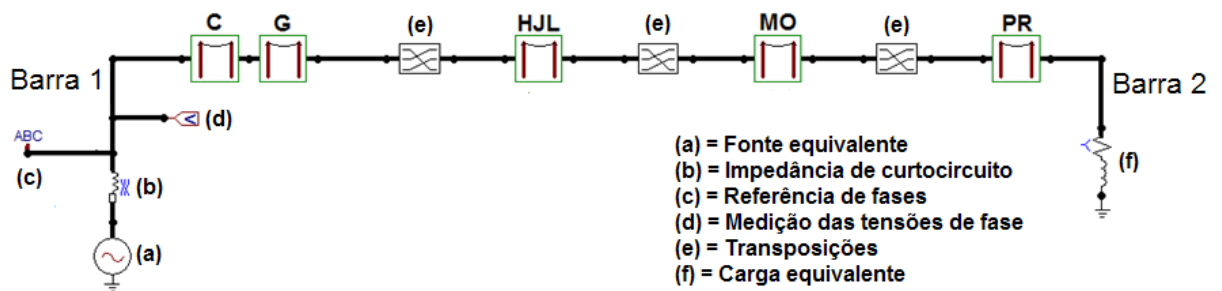 C
G
(e)
HJL
(e)
MO
(e)
PR
Barra 1
Barra 2
(d)
ABC
(c)
(b)
(a)
(f)
(a) = Fonte equivalente
(b) = Impedância de curtocircuito
(c) = Referência de fases
(d) = Medição das tensões de fase
(e) = Transposições
(f) = Carga equivalente